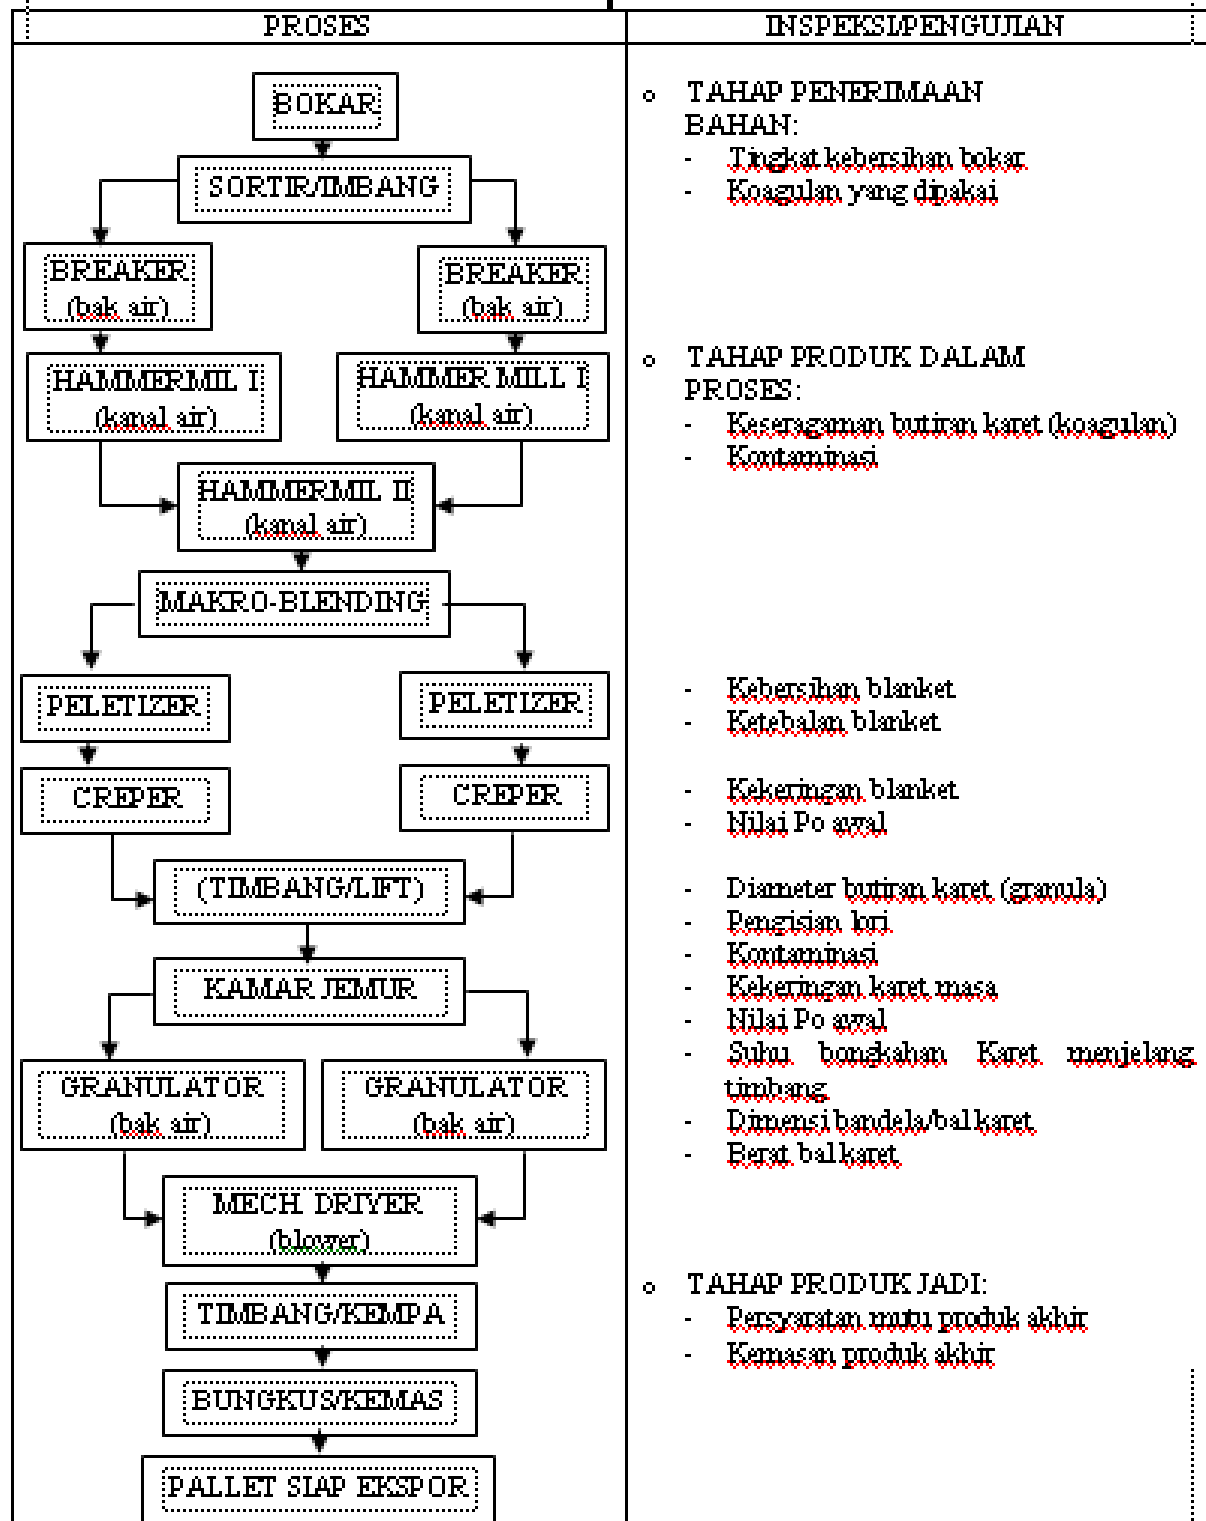 PROSES
INSPEKSI/PENGUJIAN
BOKAR
SORTIR/IMBANG
BREAKER
(bak air)
BREAKER
(bak air)
HAMMERMIL I
(kanal air)
HAMMER MILL I
(kanal air)
HAMMERMIL II
(kanal air)
MAKRO-BLENDING
PELETIZER
PELETIZER
CREPER
CREPER
(TIMBANG/LIFT)
KAMAR JEMUR
GRANULATOR
(bak air)
GRANULATOR
(bak air)
MECH. DRIYER
(blower)
TIMBANG/KEMPA
BUNGKUS/KEMAS
PALLET SIAP EKSPOR
o TAHAP PENERIMAAN
BAHAN:
- Tingkat kebersihan bokar
- Koagulan yang dipakai
o TAHAP PRODUK DALAM
PROSES:
- Keseragaman butiran karet (koagulan)
- Kontaminasi
- Kebersihan blanket
- Ketebalan blanket
- Kekeringan blanket
- Nilai Po awal
- Diameter butiran karet (granula)
- Pengisian lori
- Kontaminasi
- Kekeringan karet masa
- Nilai Po awal
- Suhu bongkahan Karet menjelang
timbang
- Dimensi bandela/bal karet
- Berat bal karet
o TAHAP PRODUK JADI:
- Persyaratan mutu produk akhir
- Kemasan produk akhir